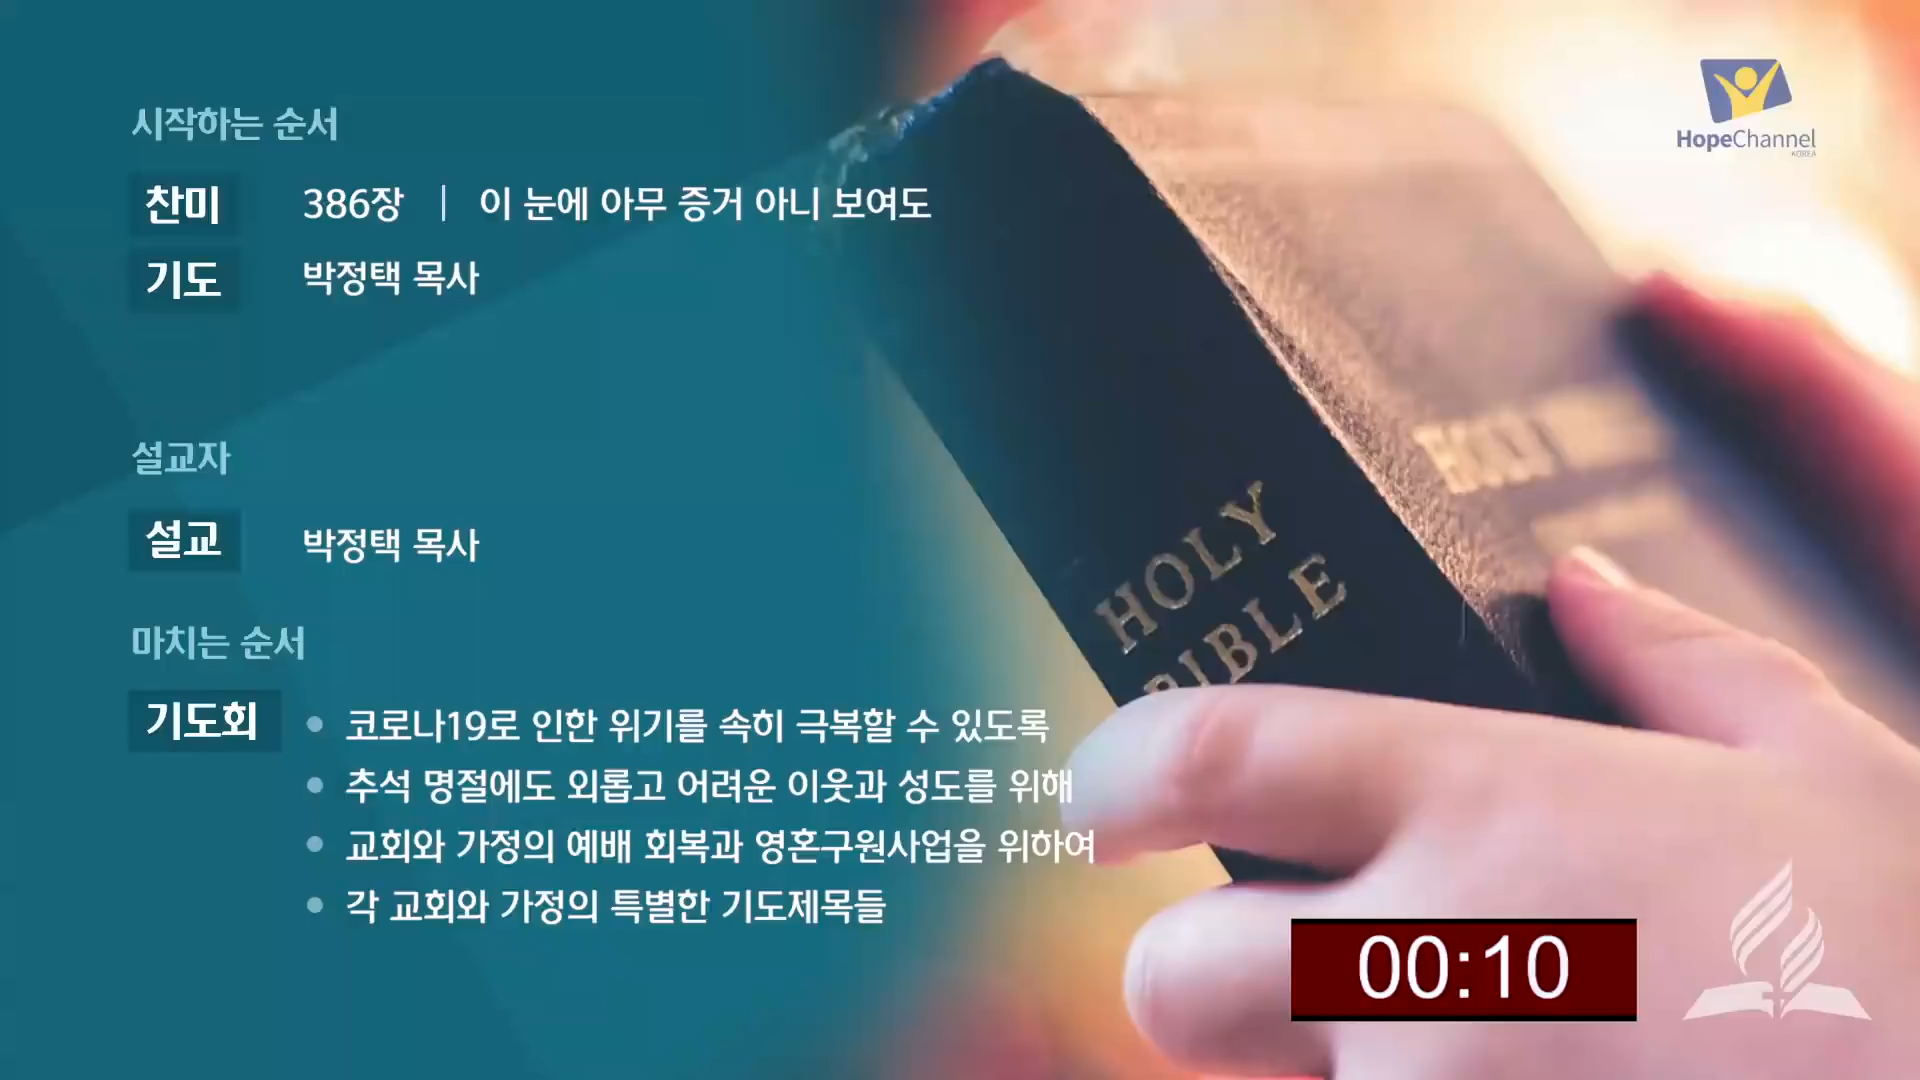 시작하는 순서
찬미 386장 | 이 눈에 아무 증거 아니 보여도
기도 박정택 목사
설교자
설교 박정택 목사
마치는 순서
기도회 • 코로나19로 인한 위기를 속히 극복할 수 있도록
• 추석 명절에도 외롭고 어려운 이웃과 성도를 위해
• 교회와 가정의 예배 회복과 영혼구원사업을 위하여
• 각 교회와 가정의 특별한 기도제목들
HopeChannel
KOREA
HOLY
BIBLE
00:10